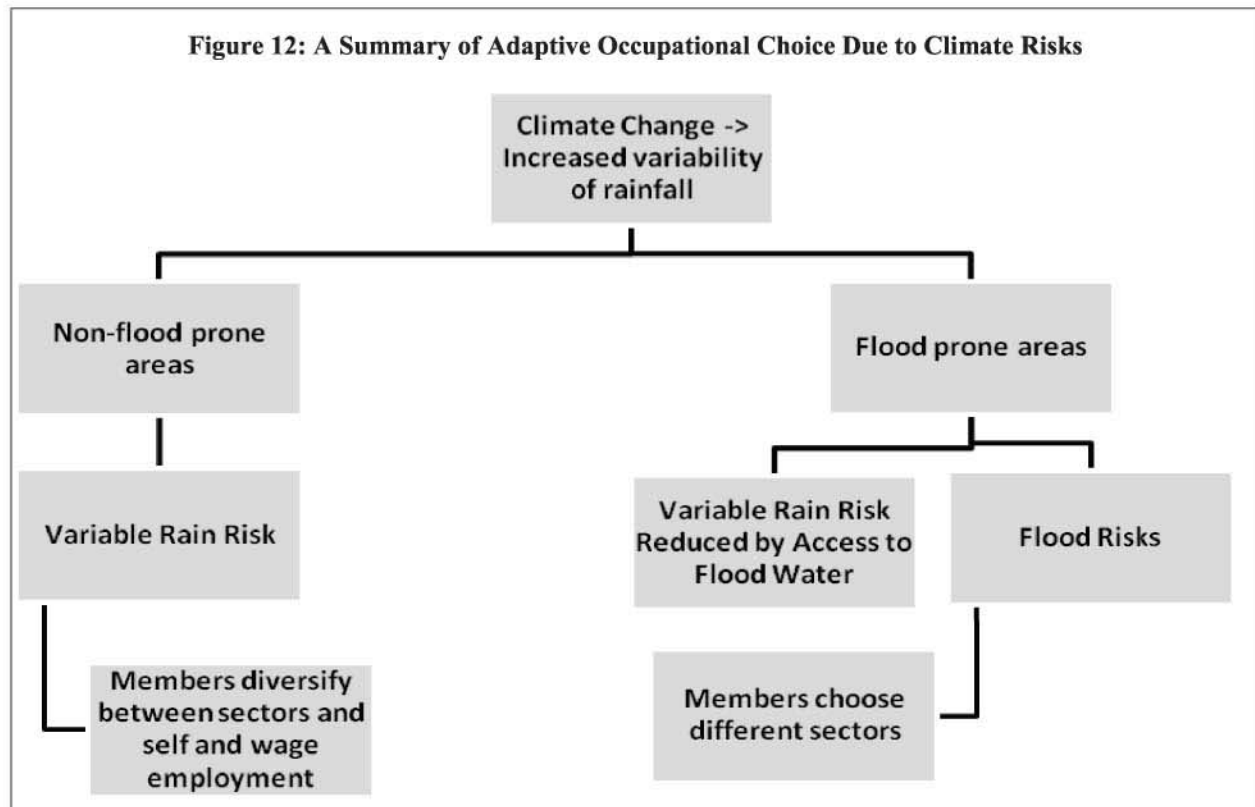 Figure 12: A Summary of Adaptive Occupational Choice Due to Climate Risks
Climate Change ->
Increased variability
of rainfall
Non-flood prone
areas
Flood prone areas
Variable Rain Risk
Variable Rain Risk
Reduced by Access to
Flood Water
Flood Risks
Members diversify
between sectors and
self and wage
employment
Members choose
different sectors